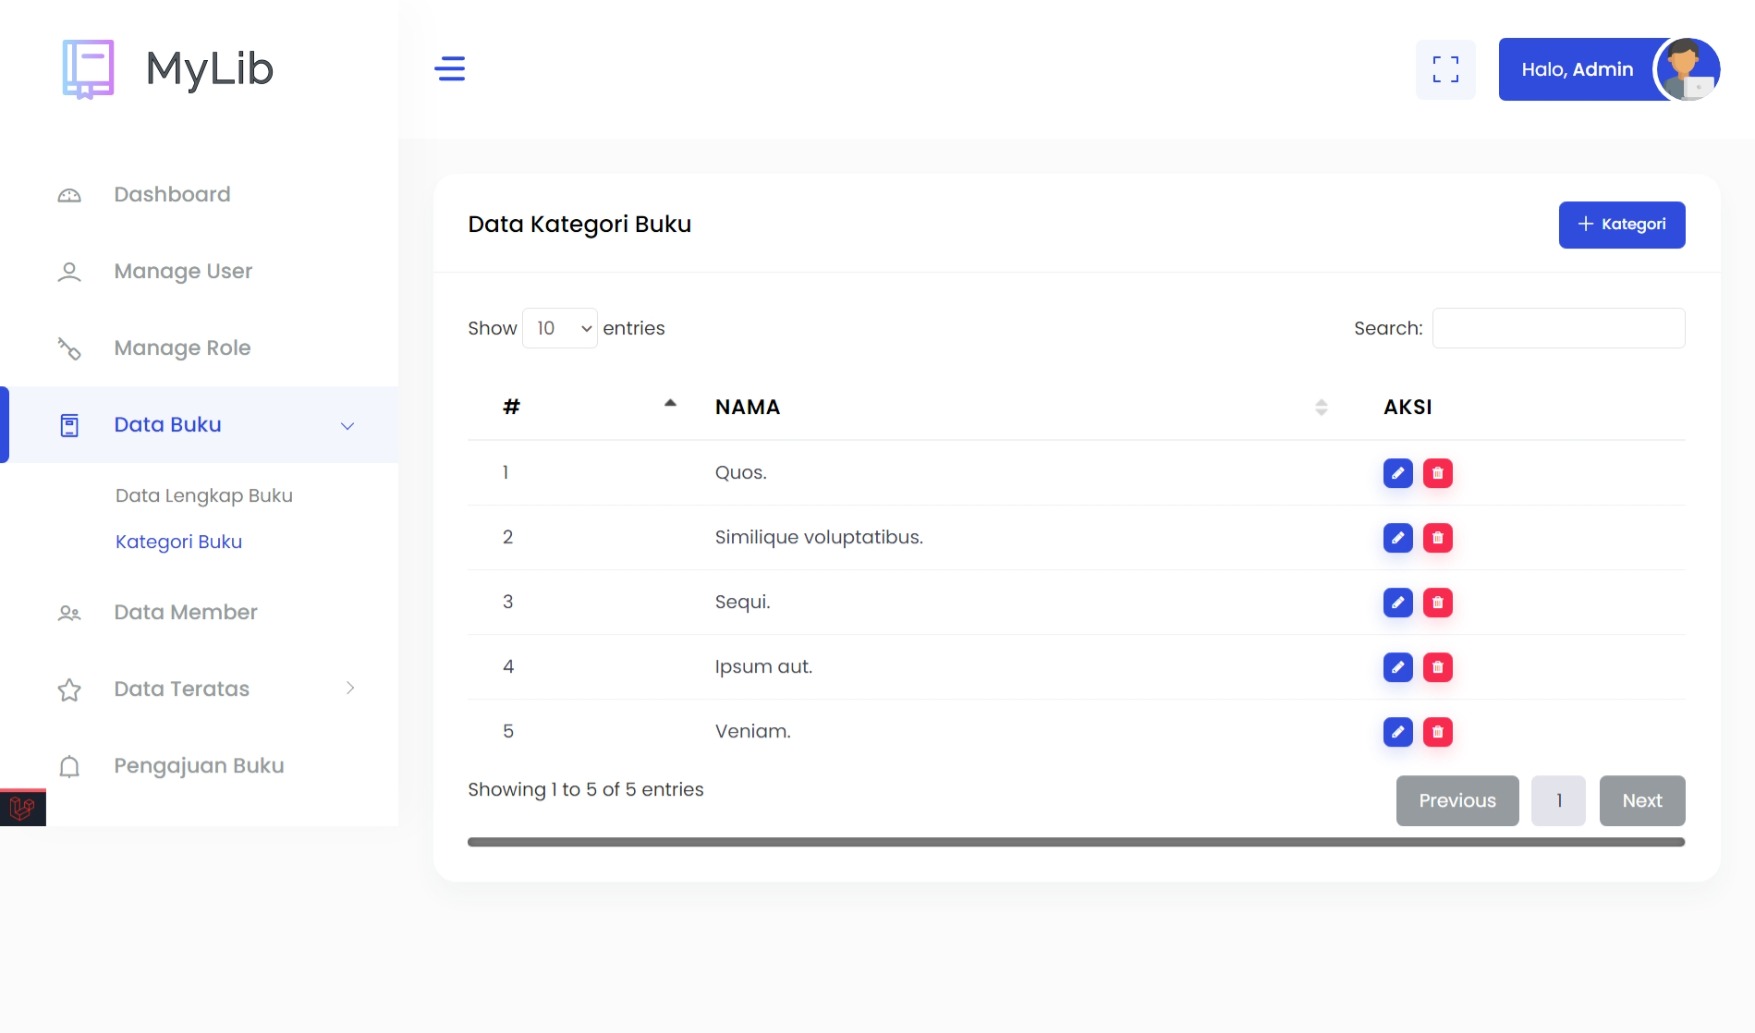 MyLib
Halo, Admin
Dashboard
Manage User
Manage Role
Data Buku
Data Lengkap Buku
Kategori Buku
Data Member
Data Teratas
Pengajuan Buku
Data Kategori Buku
+ Kategori
Show 10 entries
Search:
# NAMA AKSI
1 Quos.
2 Similique voluptatibus.
3 Sequi.
4 Ipsum aut.
5 Veniam.
Showing 1 to 5 of 5 entries
Previous 1 Next